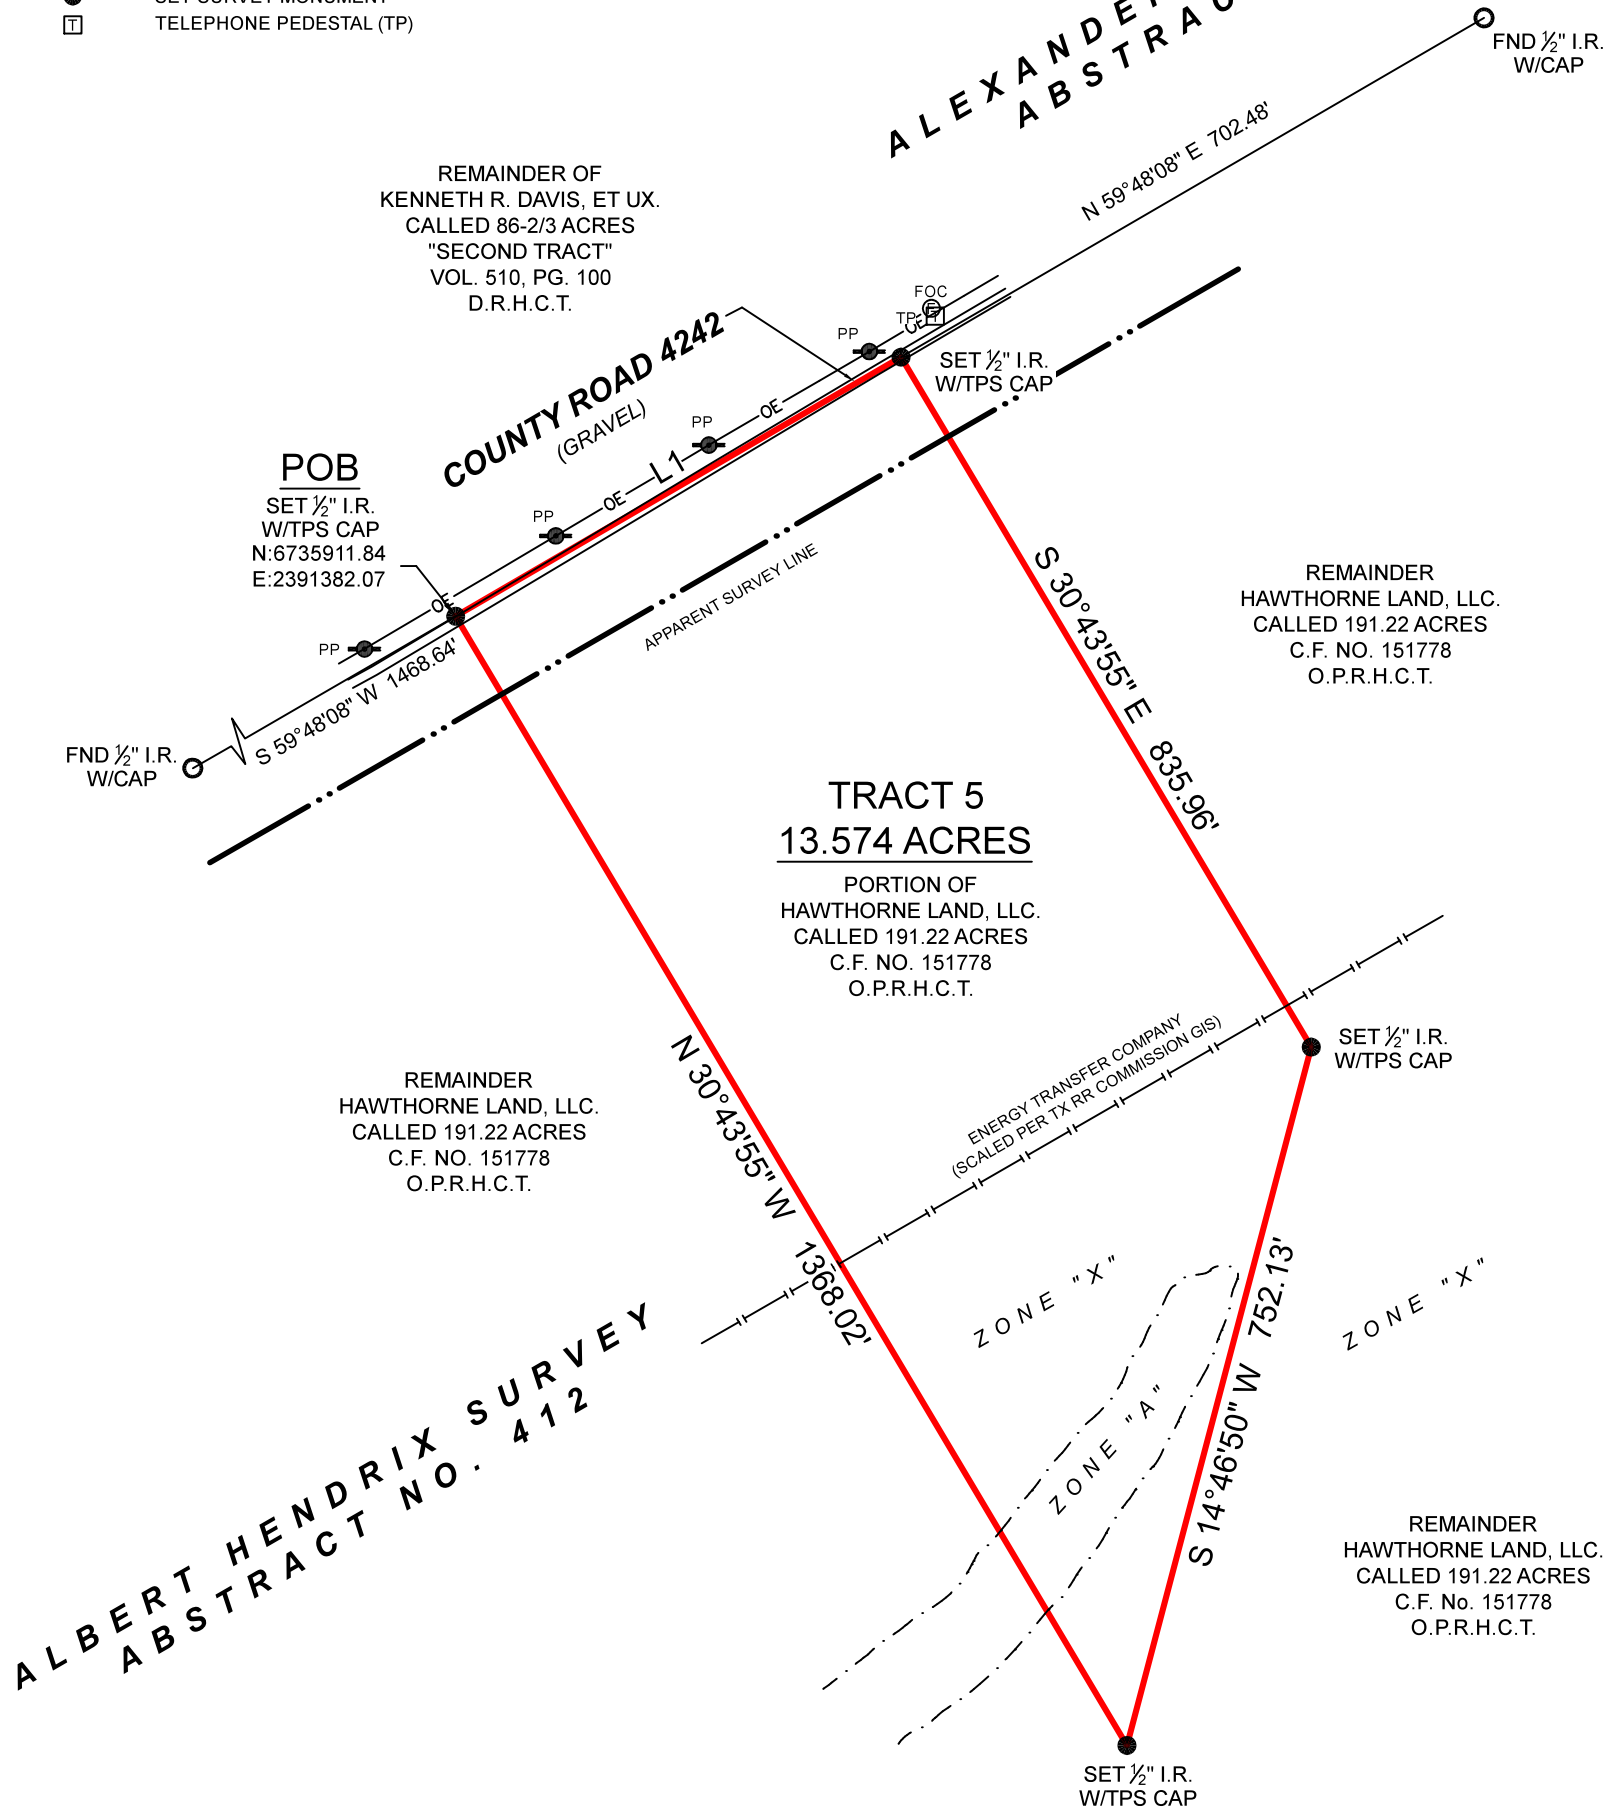 TELEPHONE PEDESTAL (TP)
T
FND ½" I.R.
W/CAP
N 59°48'08" E 702.48'
REMAINDER OF
KENNETH R. DAVIS, ET UX.
CALLED 86-2/3 ACRES
"SECOND TRACT"
VOL. 510, PG. 100
D.R.H.C.T.
COUNTY ROAD 4242
(GRAVEL)
FOC
TP
PP
OE
SET ½" I.R.
W/TPS CAP
PP
OE
L1
OE
PP
POB
SET ½" I.R.
W/TPS CAP
N:6735911.84
E:2391382.07
OE
PP
S 59°48'08" W 1468.64'
FND ½" I.R.
W/CAP
APPARENT SURVEY LINE
S 30°43'55" E 835.96'
REMAINDER
HAWTHORNE LAND, LLC.
CALLED 191.22 ACRES
C.F. NO. 151778
O.P.R.H.C.T.
TRACT 5
13.574 ACRES
PORTION OF
HAWTHORNE LAND, LLC.
CALLED 191.22 ACRES
C.F. NO. 151778
O.P.R.H.C.T.
ENERGY TRANSFER COMPANY
(SCALED PER TX RR COMMISSION GIS)
SET ½" I.R.
W/TPS CAP
REMAINDER
HAWTHORNE LAND, LLC.
CALLED 191.22 ACRES
C.F. NO. 151778
O.P.R.H.C.T.
N 30°43'55" W 1368.02'
ZONE "X"
ZONE "X"
ZONE "A"
S 14°46'50" W 752.13'
ALBERT HENDRIX SURVEY
ABSTRACT NO. 412
REMAINDER
HAWTHORNE LAND, LLC.
CALLED 191.22 ACRES
C.F. No. 151778
O.P.R.H.C.T.
SET ½" I.R.
W/TPS CAP